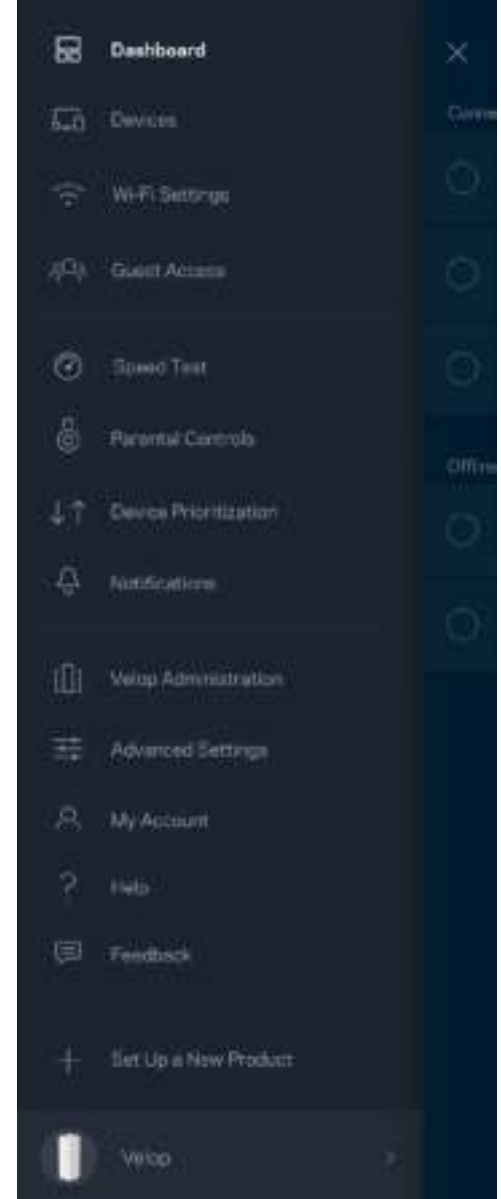 Dashboard
Devices
Wi-Fi Settings
Guest Access
Speed Test
Parental Controls
Device Prioritization
Notifications
Velop Administration
Advanced Settings
My Account
Help
Feedback
Set Up a New Product
Velop